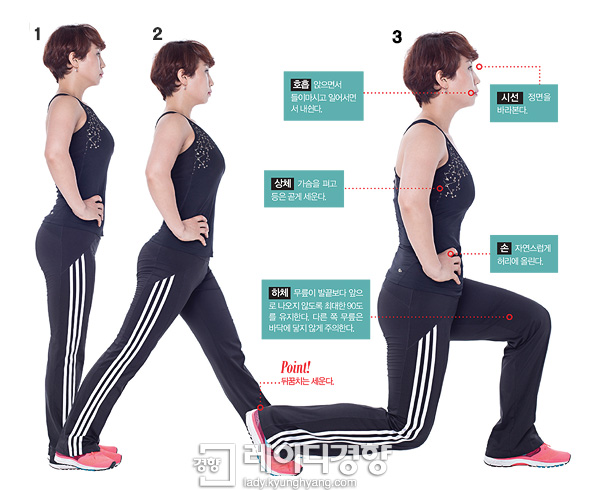 1
2
3
호흡 앉으면서
들이마시고 일어서면
서 내쉰다.
시선 정면을
바라본다.
상체 가슴을 펴고
등은 곧게 세운다.
손 자연스럽게
허리에 올린다.
하체 무릎이 발끝보다 앞으
로 나오지 않도록 최대한 90도
를 유지한다. 다른 쪽 무릎은
바닥에 닿지 않게 주의한다.
Point!
뒤꿈치는 세운다.
경향 레이디경향
lady.kyunghyang.com